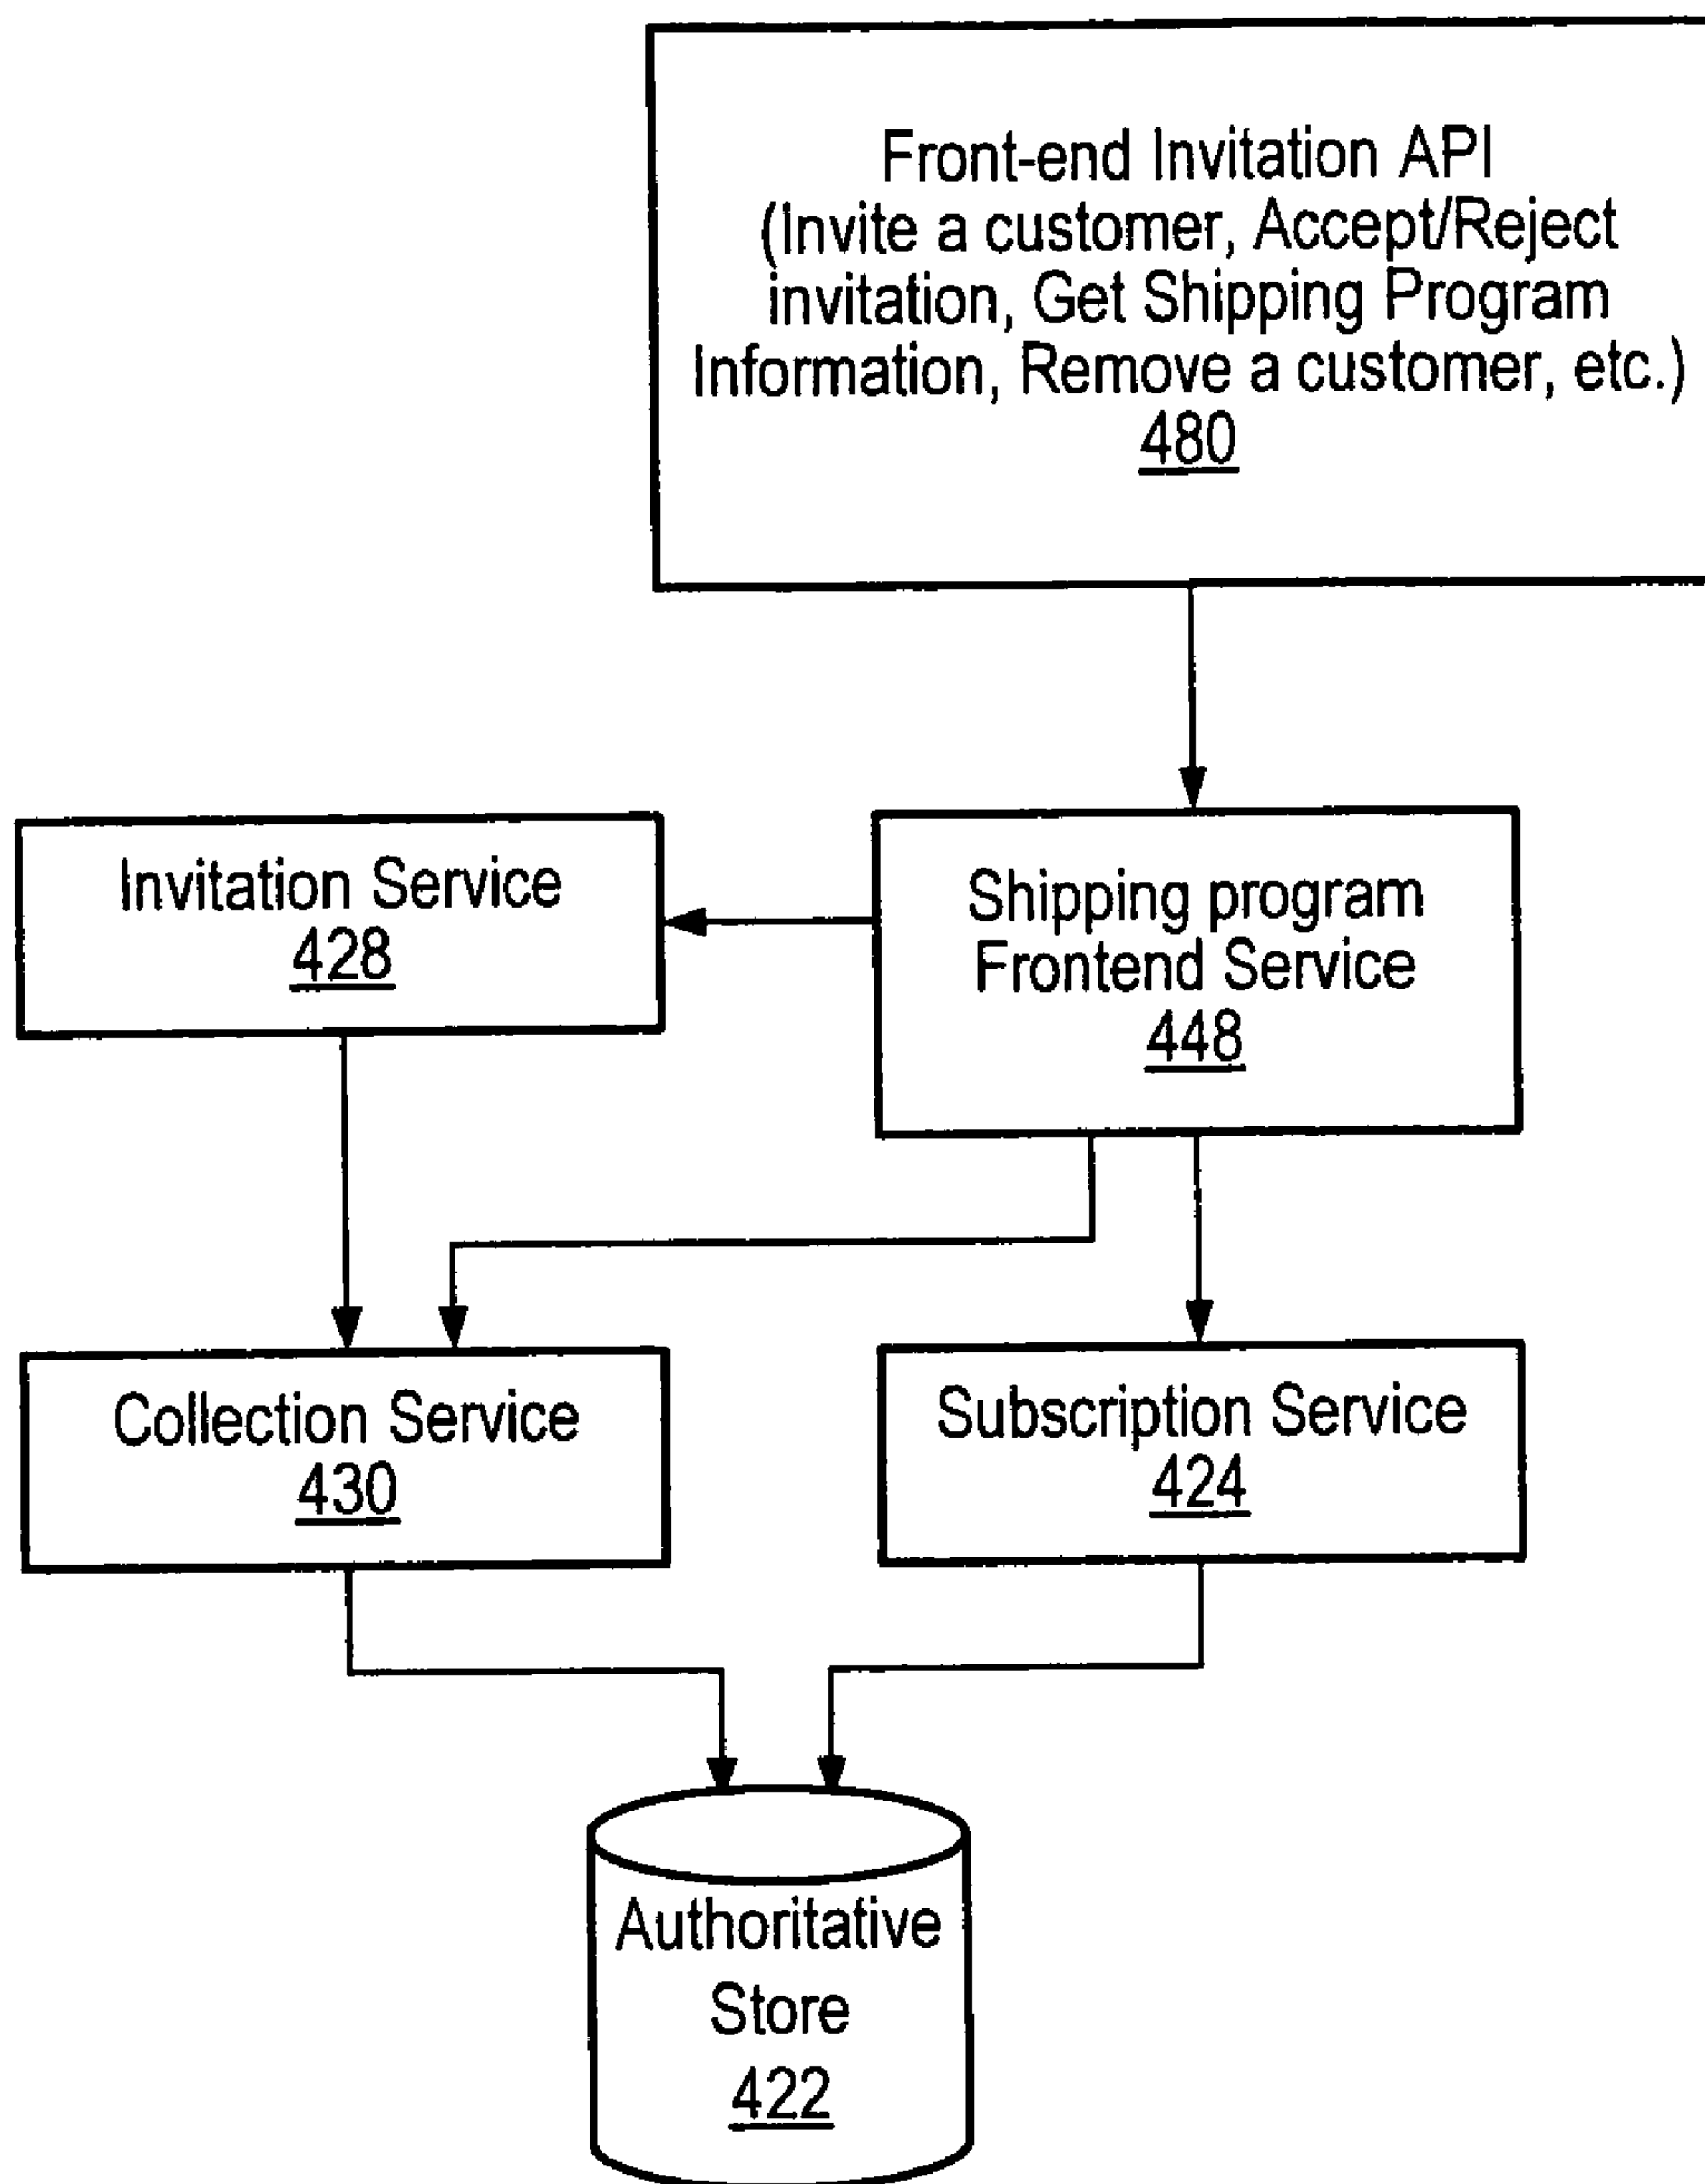 Front-end Invitation API
(Invite a customer, Accept/Reject
invitation, Get Shipping Program
Information, Remove a customer, etc.)
480
Invitation Service
428
Shipping program
Frontend Service
448
Collection Service
430
Subscription Service
424
Authoritative
Store
422